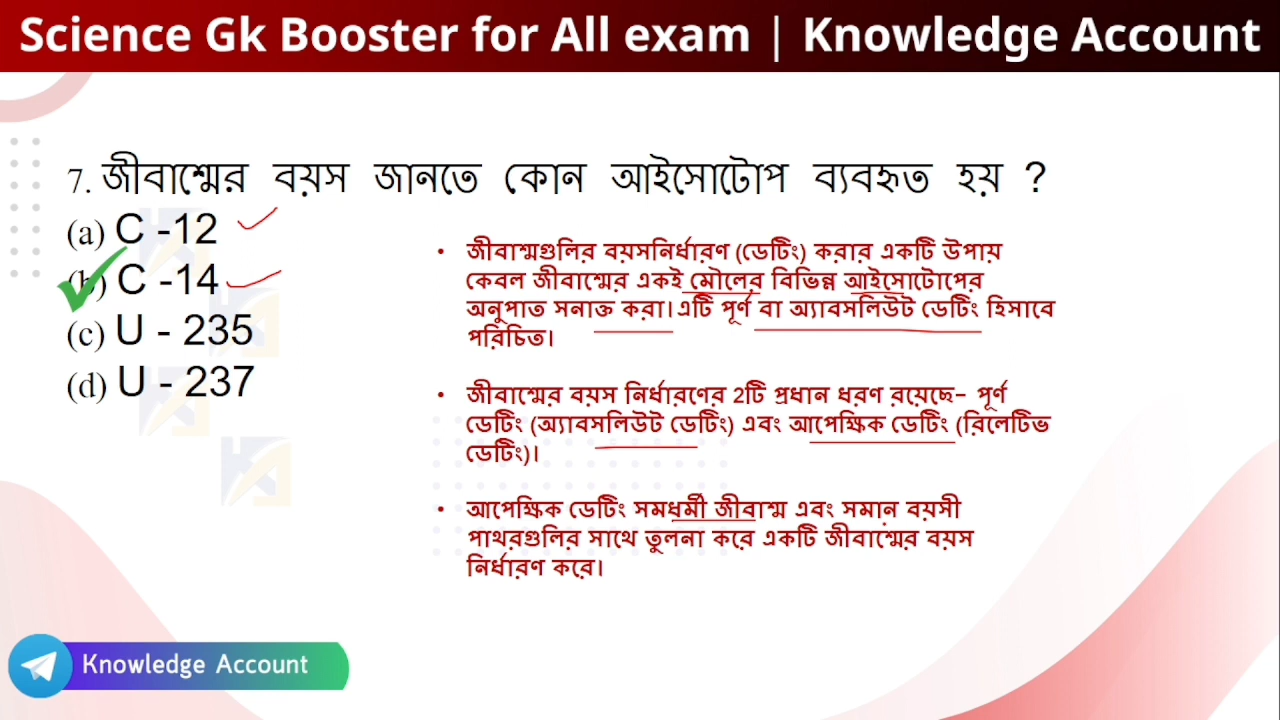 Science Gk Booster for All exam | Knowledge Account
7. জীবাশ্মের বয়স জানতে কোন আইসোটোপ ব্যবহৃত হয় ?
(a) C -12
(b) C -14
(c) U - 235
(d) U - 237
• জীবাশ্মগুলির বয়সনির্ধারণ (ডেটিং) করার একটি উপায়
কেবল জীবাশ্মের একই মৌলের বিভিন্ন আইসোটোপের
অনুপাত সনাক্ত করা। এটি পূর্ণ বা অ্যাবসলিউট ডেটিং হিসাবে
পরিচিত।
• জীবাশ্মের বয়স নির্ধারণের 2টি প্রধান ধরণ রয়েছে– পূর্ণ
ডেটিং (অ্যাবসলিউট ডেটিং) এবং আপেক্ষিক ডেটিং (রিলেটিভ
ডেটিং)।
• আপেক্ষিক ডেটিং সমধর্মী জীবাশ্ম এবং সমান বয়সী
পাথরগুলির সাথে তুলনা করে একটি জীবাশ্মের বয়স
নির্ধারণ করে।
Knowledge Account